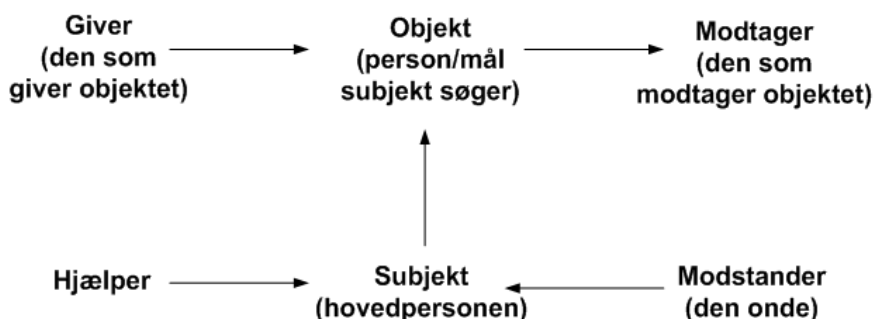 Giver
(den som
giver objektet)
Objekt
(person/mål
subjekt søger)
Modtager
(den som
modtager objektet)
Hjælper
Subjekt
(hovedpersonen)
Modstander
(den onde)